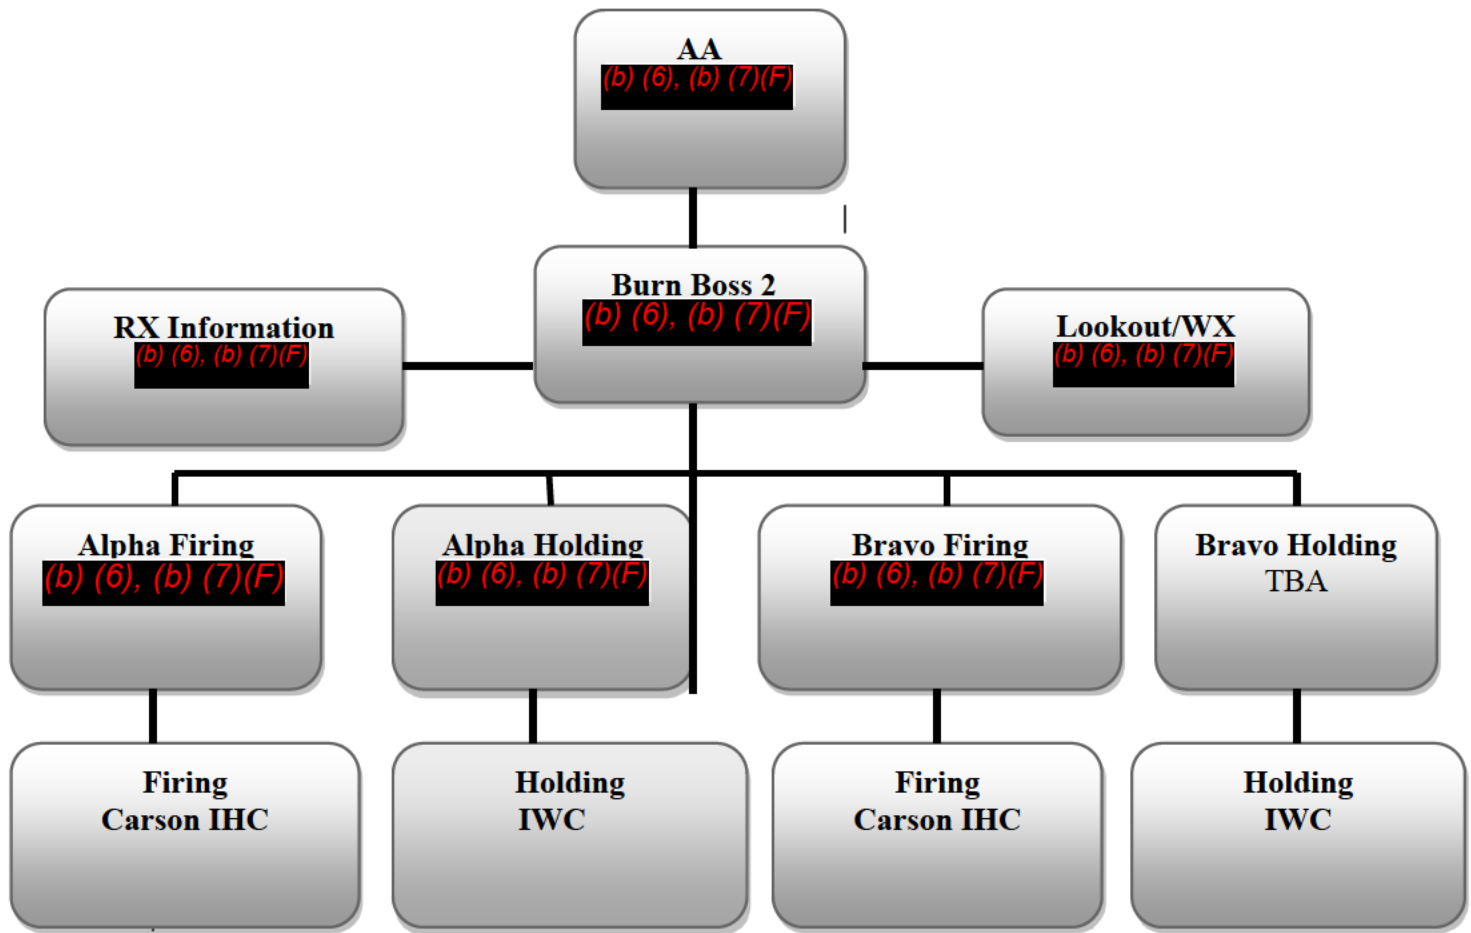 AA
(b) (6), (b) (7)(F)
Burn Boss 2
(b) (6), (b) (7)(F)
RX Information
(b) (6), (b) (7)(F)
Lookout/WX
(b) (6), (b) (7)(F)
Alpha Firing
(b) (6), (b) (7)(F)
Alpha Holding
(b) (6), (b) (7)(F)
Bravo Firing
(b) (6), (b) (7)(F)
Bravo Holding
TBA
Firing
Carson IHC
Holding
IWC
Firing
Carson IHC
Holding
IWC